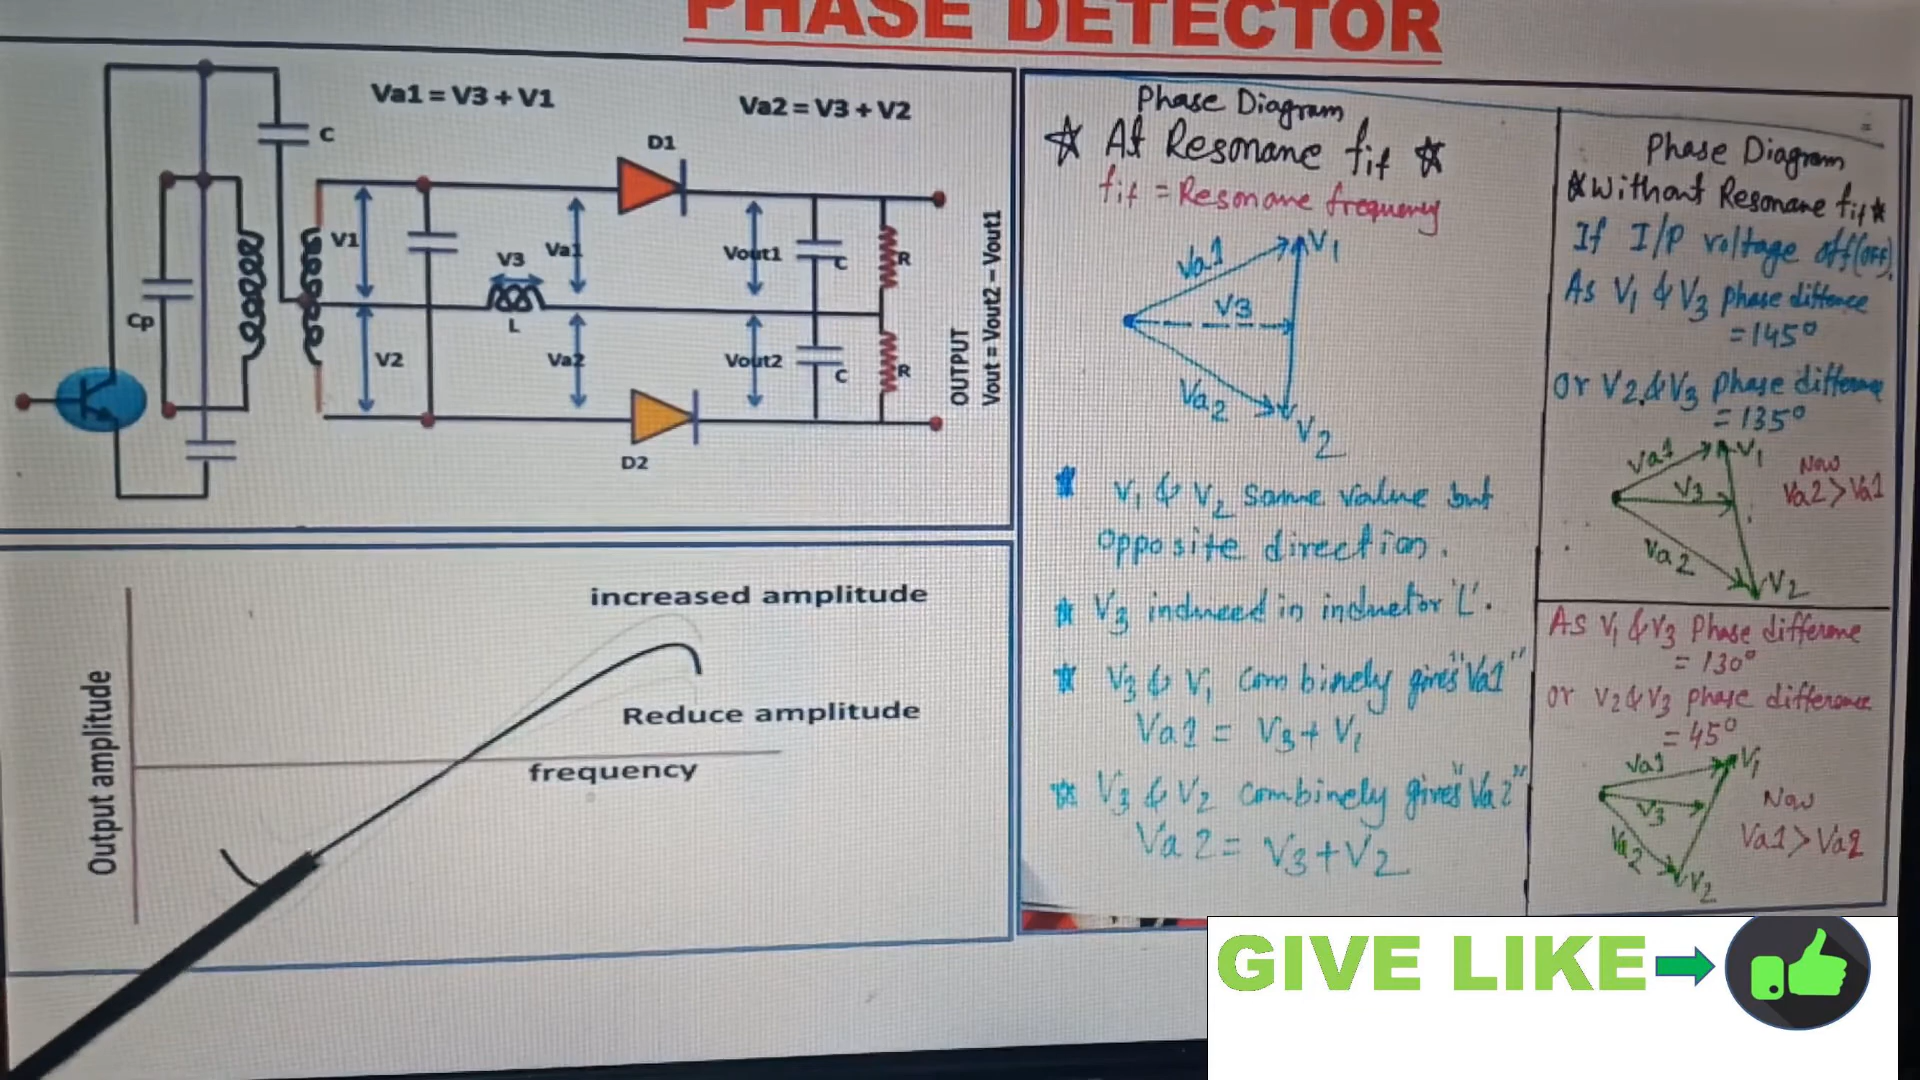 PHASE DETECTOR
Va1 = V3 + V1
Va2 = V3 + V2
C
D1
V1
V3
Va1
Vout1
C
R
Cp
L
V2
Va2
Vout2
C
R
D2
OUTPUT
Vout = Vout2 – Vout1
increased amplitude
Reduce amplitude
frequency
Output amplitude
Phase Diagram
At Resonane fif
fif = Resonane frequency
Va1
V1
V3
Va2
V2
V1 & V2 same value but
opposite direction.
V3 induced in inductor 'L'.
V3 & V1 combinely gives "Va1"
Va1 = V3 + V1
V3 & V2 combinely gives "Va2"
Va2 = V3 + V2
Phase Diagram
Without Resonane fif
If I/P voltage off(OFF)
As V1 & V3 phase diffence
= 145°
or V2 & V3 phase difference
= 135°
Va1
V1
V3
Va2
V2
Now
Va2 > Va1
As V1 & V3 Phase differene
= 130°
or V2 & V3 phase difference
= 45°
Va1
V1
V3
Va2
V2
Now
Va1 > Va2
GIVE LIKE